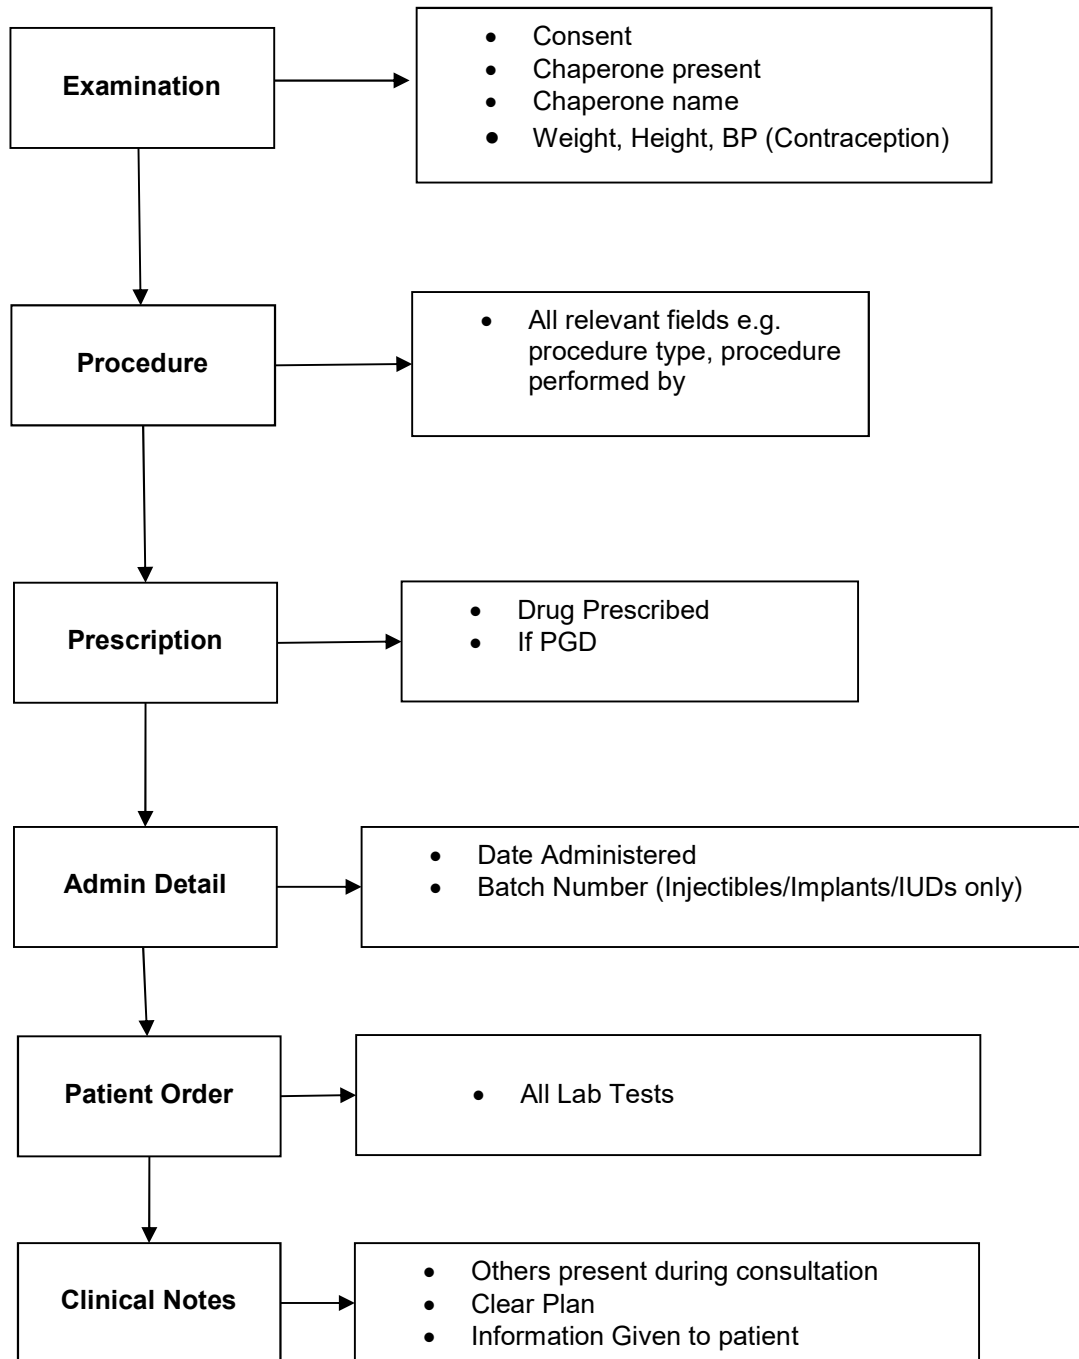 Examination
• Consent
• Chaperone present
• Chaperone name
• Weight, Height, BP (Contraception)
Procedure
• All relevant fields e.g.
procedure type, procedure
performed by
Prescription
• Drug Prescribed
• If PGD
Admin Detail
• Date Administered
• Batch Number (Injectibles/Implants/IUDs only)
Patient Order
• All Lab Tests
Clinical Notes
• Others present during consultation
• Clear Plan
• Information Given to patient